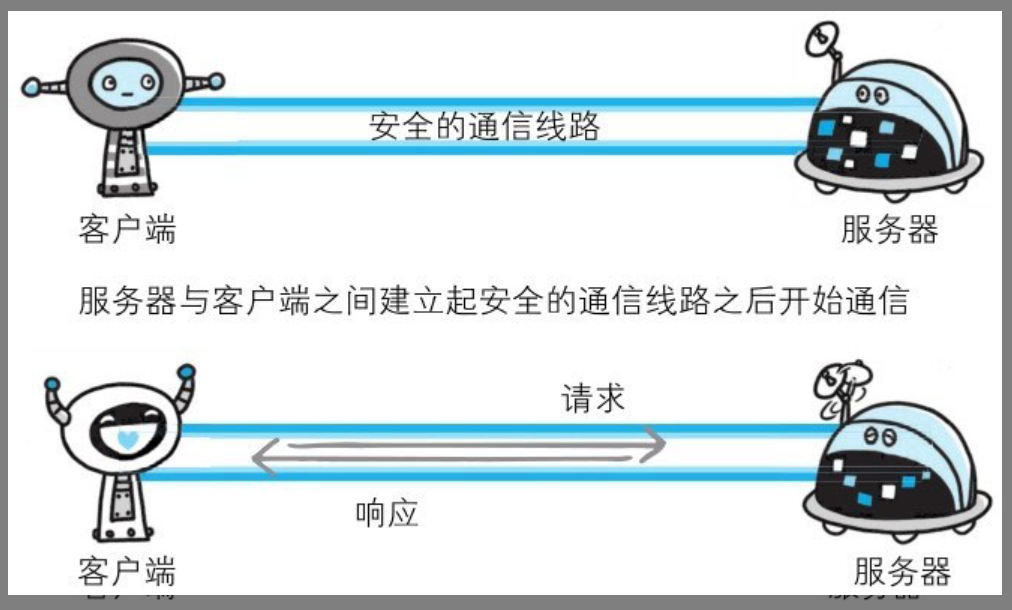 安全的通信线路
客户端
服务器
服务器与客户端之间建立起安全的通信线路之后开始通信
请求
响应
客户端
服务器